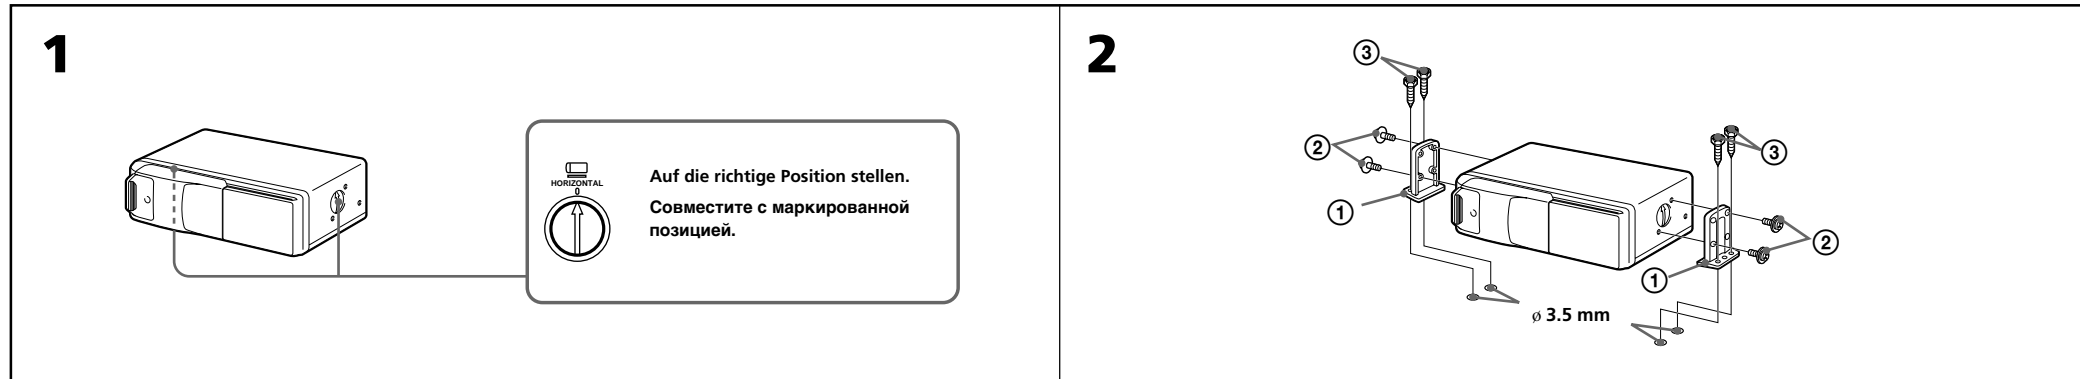 1
HORIZONTAL
0
Auf die richtige Position stellen.
Совместите с маркированной
позицией.
2
③
②
①
③
②
①
ø 3.5 mm